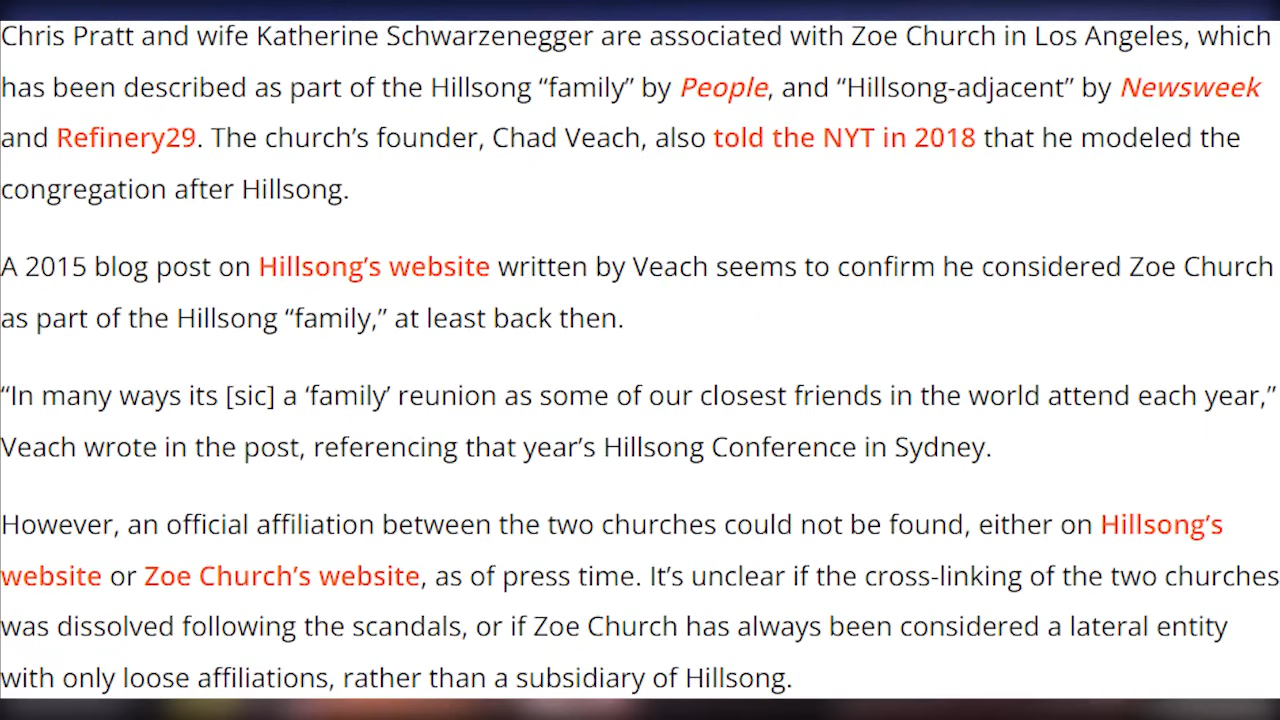 Chris Pratt and wife Katherine Schwarzenegger are associated with Zoe Church in Los Angeles, which
has been described as part of the Hillsong “family” by People, and “Hillsong-adjacent” by Newsweek
and Refinery29. The church’s founder, Chad Veach, also told the NYT in 2018 that he modeled the
congregation after Hillsong.
A 2015 blog post on Hillsong’s website written by Veach seems to confirm he considered Zoe Church
as part of the Hillsong “family,” at least back then.
“In many ways its [sic] a ‘family’ reunion as some of our closest friends in the world attend each year,”
Veach wrote in the post, referencing that year’s Hillsong Conference in Sydney.
However, an official affiliation between the two churches could not be found, either on Hillsong’s
website or Zoe Church’s website, as of press time. It’s unclear if the cross-linking of the two churches
was dissolved following the scandals, or if Zoe Church has always been considered a lateral entity
with only loose affiliations, rather than a subsidiary of Hillsong.